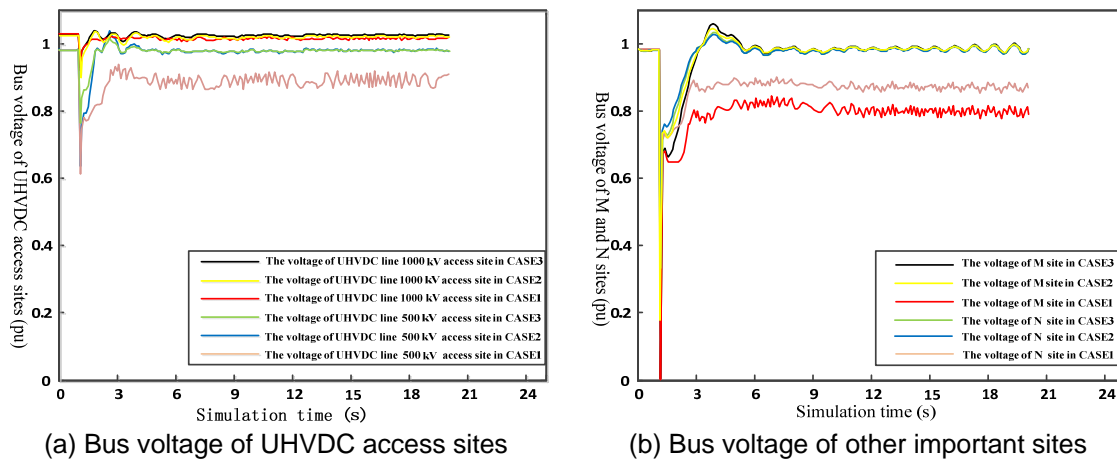 Bus voltage of UHVDC access sites (pu)
1
0.8
0.6
0.4
0.2
0
The voltage of UHVDC line 1000 kV access site in CASE3
The voltage of UHVDC line 1000 kV access site in CASE2
The voltage of UHVDC line 1000 kV access site in CASE1
The voltage of UHVDC line 500 kV access site in CASE3
The voltage of UHVDC line 500 kV access site in CASE2
The voltage of UHVDC line 500 kV access site in CASE1
0 3 6 9 12 15 18 21 24
Simulation time (s)
(a) Bus voltage of UHVDC access sites
Bus voltage of M and N sites (pu)
1
0.8
0.6
0.4
0.2
0
The voltage of M site in CASE3
The voltage of M site in CASE2
The voltage of M site in CASE1
The voltage of N site in CASE3
The voltage of N site in CASE2
The voltage of N site in CASE1
0 3 6 9 12 15 18 21 24
Simulation time (s)
(b) Bus voltage of other important sites